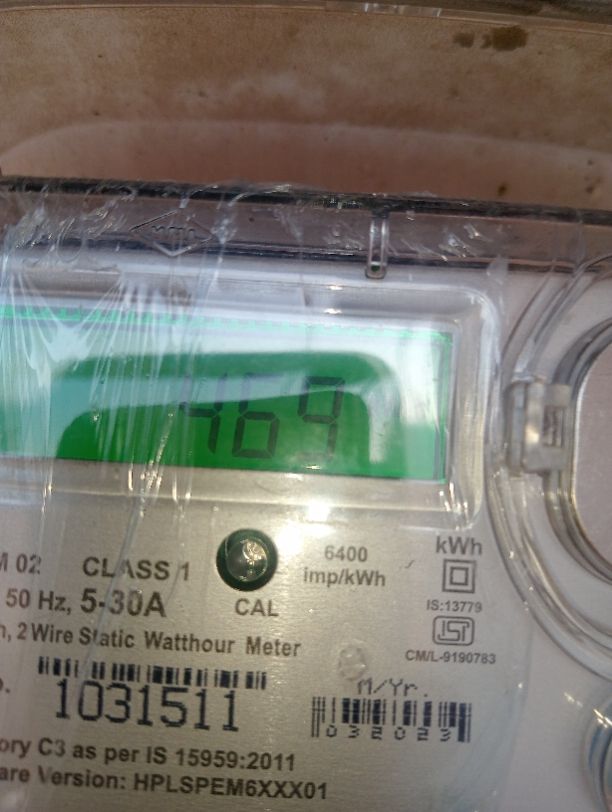 469
M 02 CLASS 1
6400
imp/kWh
kWh
50 Hz, 5-30A
CAL
IS:13779
ISI
CM/L-9190783
2 Wire Static Watthour Meter
1031511
M/Yr.
032023
ory C3 as per IS 15959:2011
are Version: HPLSPEM6XXX01